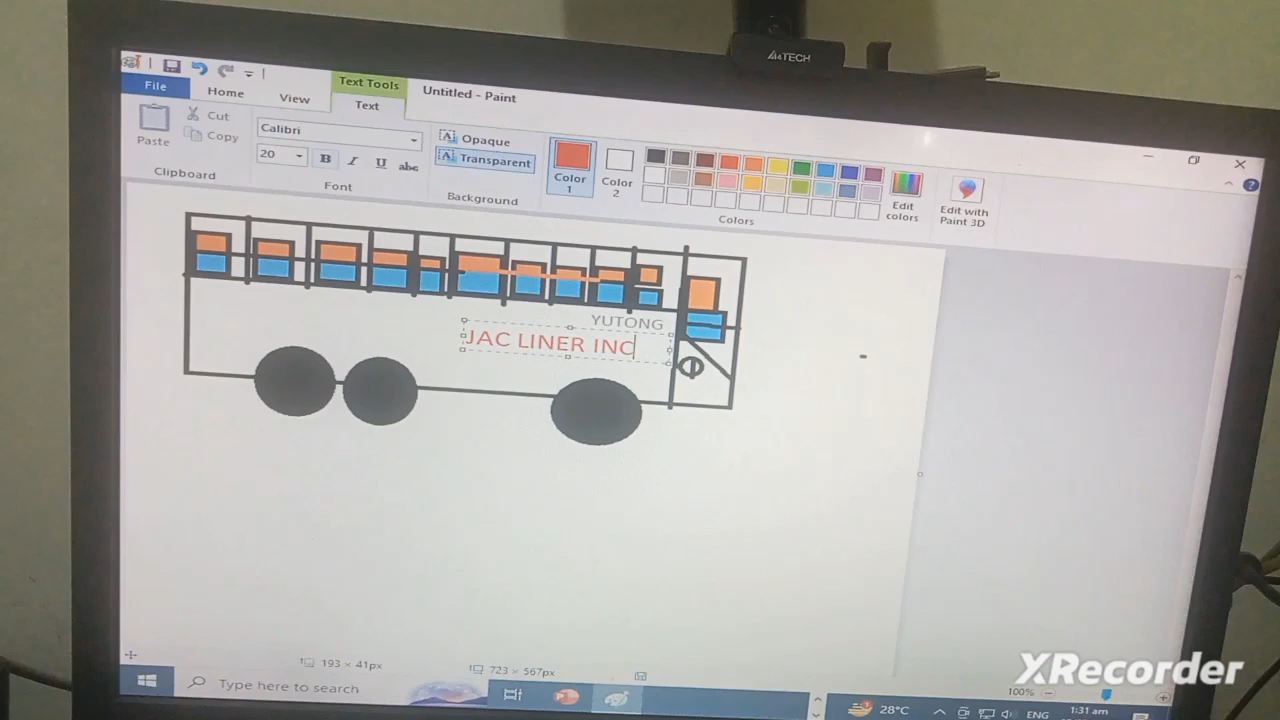 A4TECH
Text Tools
Untitled - Paint
File
Home
View
Text
Paste
Cut
Copy
Clipboard
Calibri
20
B I U abc
Font
A Opaque
A Transparent
Background
Color
1
Color
2
Colors
Edit
colors
Edit with
Paint 3D
YUTONG
JAC LINER INC
193 × 41px
723 × 567px
100%
Type here to search
28°C
ENG
1:31 am
XRecorder